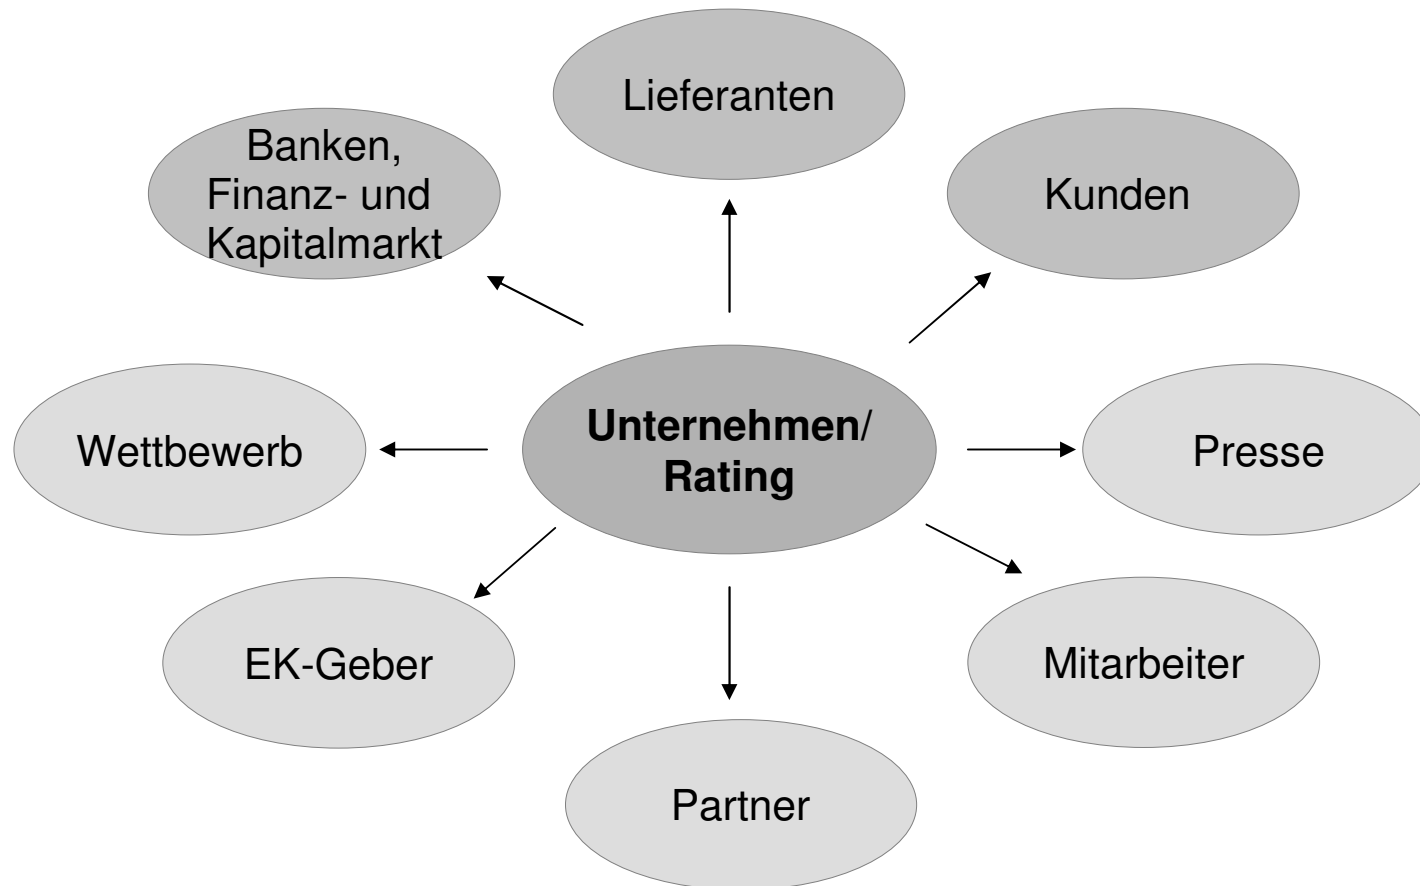 Lieferanten
Banken,
Finanz- und
Kapitalmarkt
Kunden
Unternehmen/
Rating
Wettbewerb
Presse
EK-Geber
Mitarbeiter
Partner